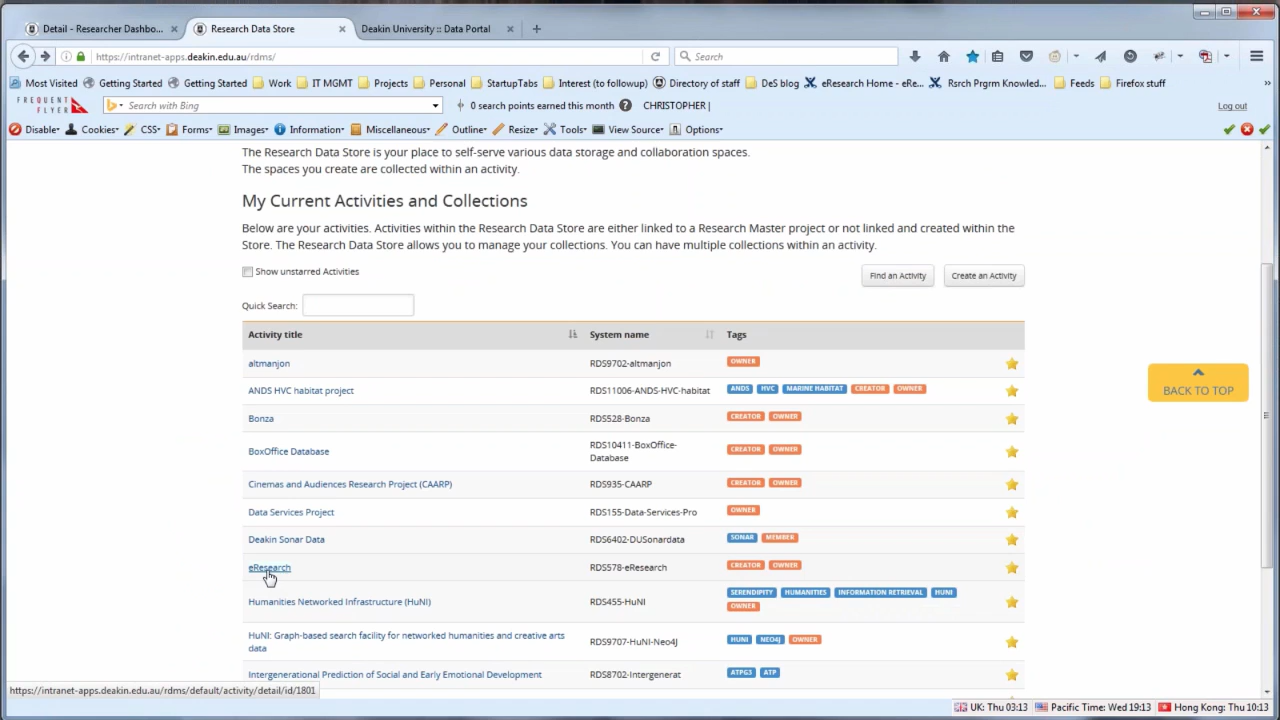 Detail - Researcher Dashbo...
Research Data Store
Deakin University :: Data Portal
https://intranet-apps.deakin.edu.au/rdms/
Search
Most Visited Getting Started Getting Started Work IT MGMT Projects Personal StartupTabs Interest (to followup) Directory of staff DeS blog eResearch Home - eRe... Rsrch Prgrm Knowled... Feeds Firefox stuff
FREQUENT FLYER
Search with Bing
0 search points earned this month
CHRISTOPHER |
Log out
Disable Cookies CSS Forms Images Information Miscellaneous Outline Resize Tools View Source Options
The Research Data Store is your place to self-serve various data storage and collaboration spaces.
The spaces you create are collected within an activity.
My Current Activities and Collections
Below are your activities. Activities within the Research Data Store are either linked to a Research Master project or not linked and created within the
Store. The Research Data Store allows you to manage your collections. You can have multiple collections within an activity.
Show unstarred Activities
Find an Activity
Create an Activity
Quick Search:
Activity title System name Tags
altmanjon RDS9702-altmanjon OWNER
ANDS HVC habitat project RDS11006-ANDS-HVC-habitat ANDS HVC MARINE HABITAT CREATOR OWNER
BACK TO TOP
Bonza RDS528-Bonza CREATOR OWNER
BoxOffice Database RDS10411-BoxOffice-
Database CREATOR OWNER
Cinemas and Audiences Research Project (CAARP) RDS935-CAARP CREATOR OWNER
Data Services Project RDS155-Data-Services-Pro OWNER
Deakin Sonar Data RDS6402-DUSonardata SONAR MEMBER
eResearch RDS578-eResearch CREATOR OWNER
Humanities Networked Infrastructure (HuNI) RDS455-HuNI SERENDIPITY HUMANITIES INFORMATION RETRIEVAL HUNI
OWNER
HuNI: Graph-based search facility for networked humanities and creative arts
data RDS9707-HuNI-Neo4J HUNI NEO4J OWNER
Intergenerational Prediction of Social and Early Emotional Development RDS8702-Intergenerat ATPG3 ATP
https://intranet-apps.deakin.edu.au/rdms/default/activity/detail/id/1801
UK: Thu 03:13 Pacific Time: Wed 19:13 Hong Kong: Thu 10:13